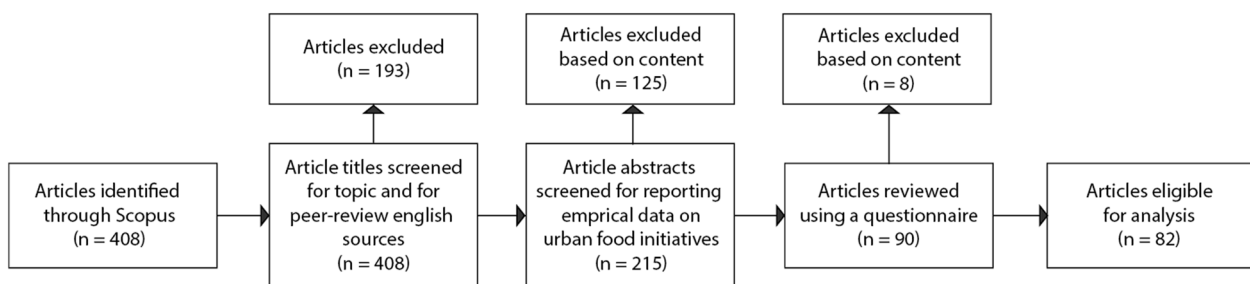 Articles excluded
(n = 193)
Articles excluded
based on content
(n = 125)
Articles excluded
based on content
(n = 8)
Articles identified
through Scopus
(n = 408)
Article titles screened
for topic and for
peer-review english
sources
(n = 408)
Article abstracts
screened for reporting
emprical data on
urban food initiatives
(n = 215)
Articles reviewed
using a questionnaire
(n = 90)
Articles eligible
for analysis
(n = 82)